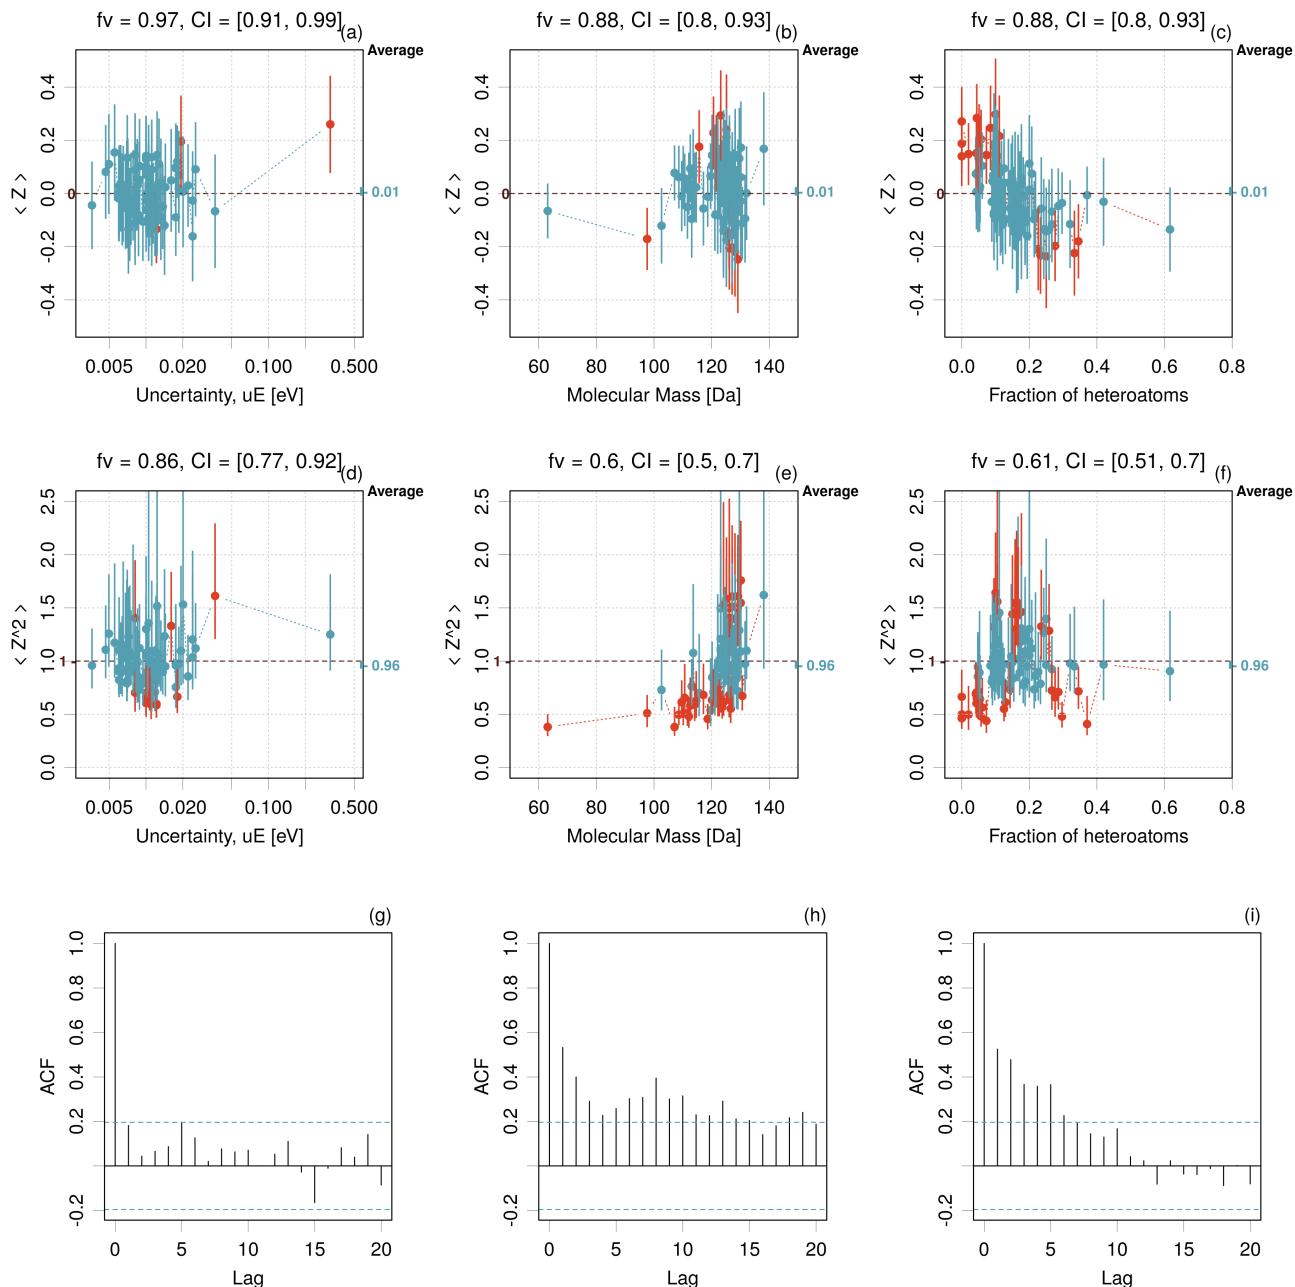 fv = 0.97, CI = [0.91, 0.99]
(a)
Average
0.4
0.2
0.0
-0.2
-0.4
< Z >
0
0.01
0.005 0.020 0.100 0.500
Uncertainty, uE [eV]
fv = 0.88, CI = [0.8, 0.93]
(b)
Average
0.4
0.2
0.0
-0.2
-0.4
< Z >
0
0.01
60 80 100 120 140
Molecular Mass [Da]
fv = 0.88, CI = [0.8, 0.93]
(c)
Average
0.4
0.2
0.0
-0.2
-0.4
< Z >
0
0.01
0.0 0.2 0.4 0.6 0.8
Fraction of heteroatoms
fv = 0.86, CI = [0.77, 0.92]
(d)
Average
2.5
2.0
1.5
1.0
0.5
0.0
< Z^2 >
1
0.96
0.005 0.020 0.100 0.500
Uncertainty, uE [eV]
fv = 0.6, CI = [0.5, 0.7]
(e)
Average
2.5
2.0
1.5
1.0
0.5
0.0
< Z^2 >
1
0.96
60 80 100 120 140
Molecular Mass [Da]
fv = 0.61, CI = [0.51, 0.7]
(f)
Average
2.5
2.0
1.5
1.0
0.5
0.0
< Z^2 >
1
0.96
0.0 0.2 0.4 0.6 0.8
Fraction of heteroatoms
(g)
1.0
0.8
0.6
0.4
0.2
-0.2
ACF
0 5 10 15 20
Lag
(h)
1.0
0.8
0.6
0.4
0.2
-0.2
ACF
0 5 10 15 20
Lag
(i)
1.0
0.8
0.6
0.4
0.2
-0.2
ACF
0 5 10 15 20
Lag